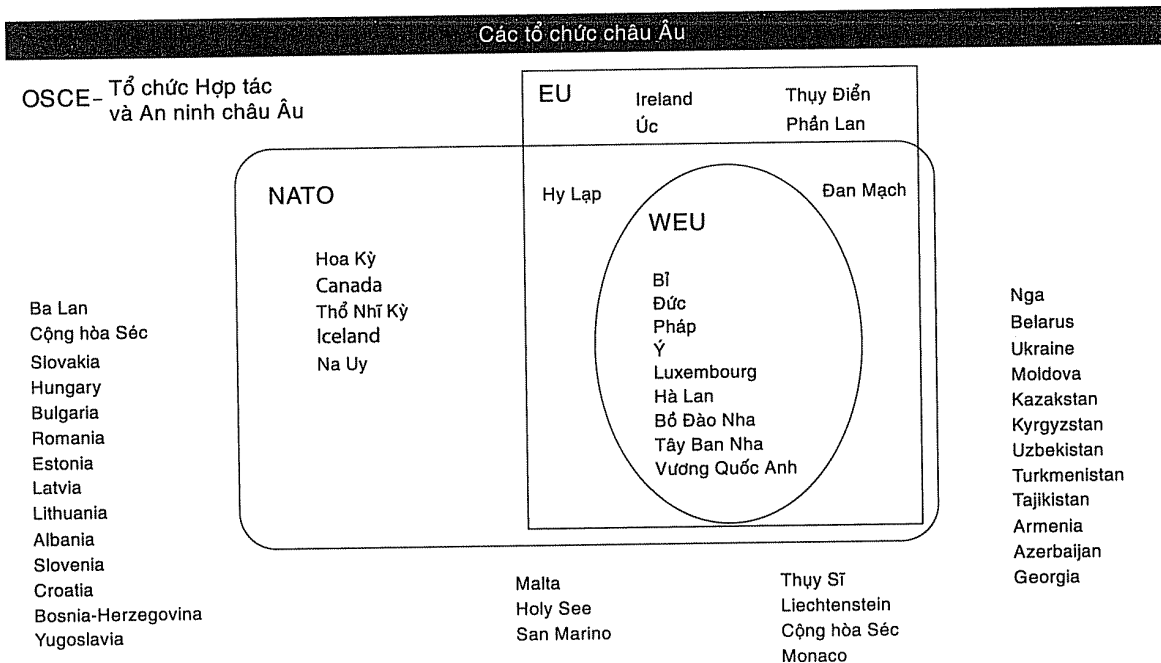 Các tổ chức châu Âu
OSCE– Tổ chức Hợp tác
và An ninh châu Âu
EU
Ireland
Úc
Thụy Điển
Phần Lan
NATO
Hoa Kỳ
Canada
Thổ Nhĩ Kỳ
Iceland
Na Uy
Hy Lạp
Đan Mạch
WEU
Bỉ
Đức
Pháp
Ý
Luxembourg
Hà Lan
Bồ Đào Nha
Tây Ban Nha
Vương Quốc Anh
Ba Lan
Cộng hòa Séc
Slovakia
Hungary
Bulgaria
Romania
Estonia
Latvia
Lithuania
Albania
Slovenia
Croatia
Bosnia-Herzegovina
Yugoslavia
Malta
Holy See
San Marino
Thụy Sĩ
Liechtenstein
Cộng hòa Séc
Monaco
Nga
Belarus
Ukraine
Moldova
Kazakstan
Kyrgyzstan
Uzbekistan
Turkmenistan
Tajikistan
Armenia
Azerbaijan
Georgia